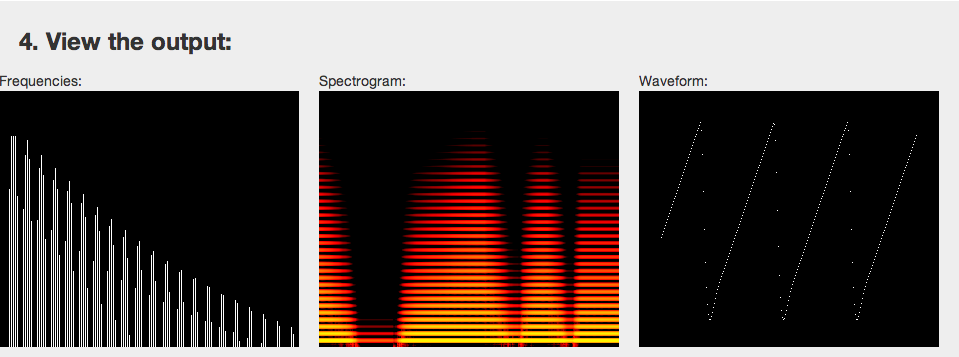 4. View the output:
Frequencies:
Spectrogram:
Waveform: